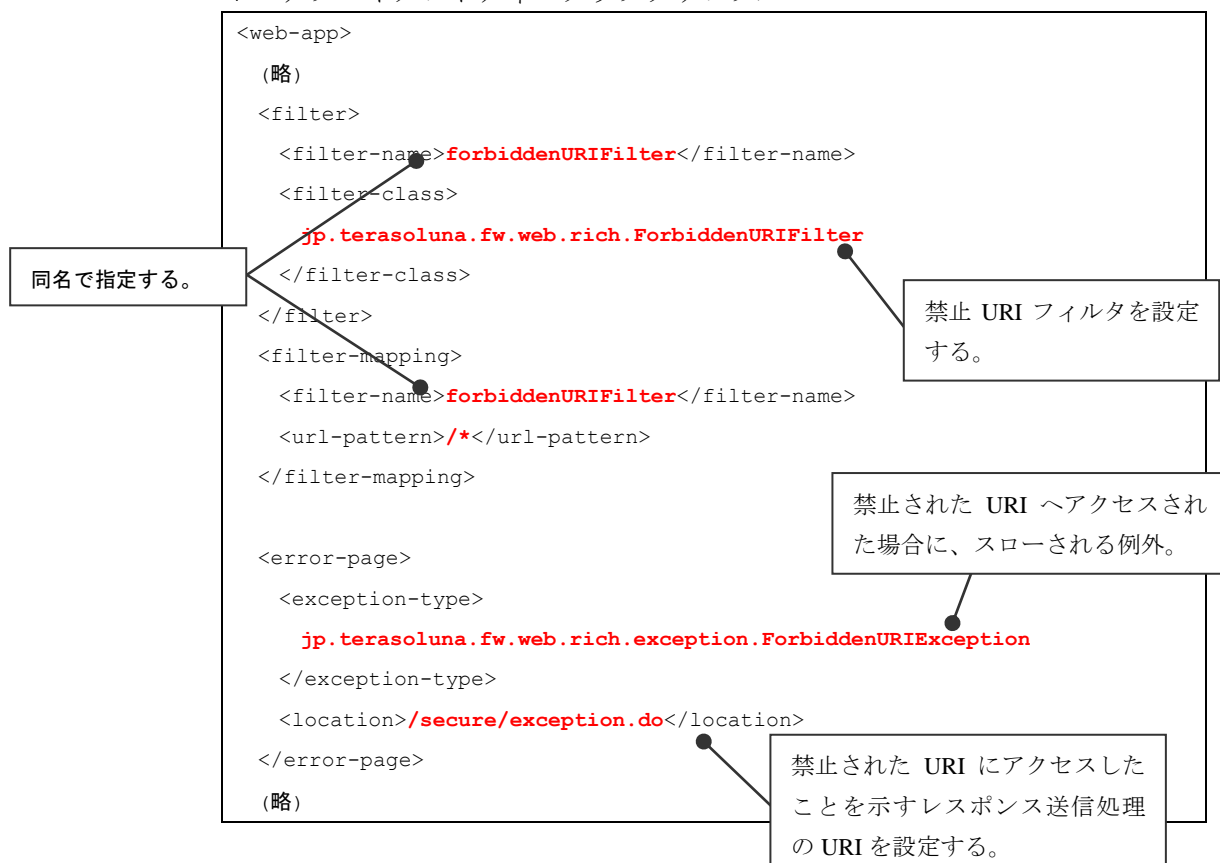 <web-app>
(略)
<filter>
<filter-name>forbiddenURIFilter</filter-name>
<filter-class>
jp.terasoluna.fw.web.rich.ForbiddenURIFilter
</filter-class>
</filter>
<filter-mapping>
<filter-name>forbiddenURIFilter</filter-name>
<url-pattern>/*</url-pattern>
</filter-mapping>
<error-page>
<exception-type>
jp.terasoluna.fw.web.rich.exception.ForbiddenURIException
</exception-type>
<location>/secure/exception.do</location>
</error-page>
(略)
同名で指定する。
禁止 URI フィルタを設定
する。
禁止された URI へアクセスされ
た場合に、スローされる例外。
禁止された URI にアクセスした
ことを示すレスポンス送信処理
の URI を設定する。